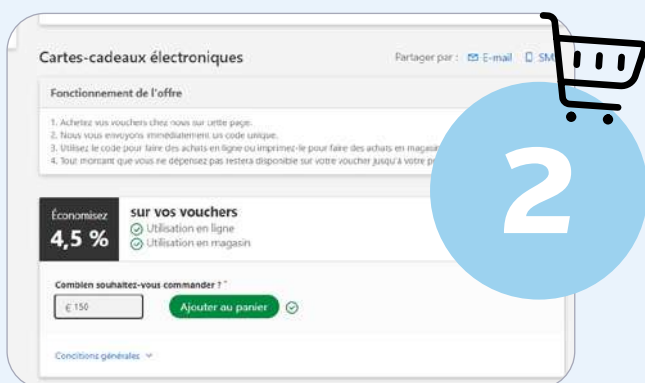 Cartes-cadeaux électroniques
Partager par : E-mail SM
Fonctionnement de l'offre
1. Achetez vos vouchers chez nous sur cette page.
2. Nous vous envoyons immédiatement un code unique.
3. Utilisez le code pour faire des achats en ligne ou imprimez-le pour faire des achats en magasin
4. Tout montant que vous ne dépensez pas restera disponible sur votre voucher jusqu'à votre
2
Économisez
4,5 %
sur vos vouchers
Utilisation en ligne
Utilisation en magasin
Combien souhaitez-vous commander ? *
€ 150
Ajouter au panier
Conditions générales